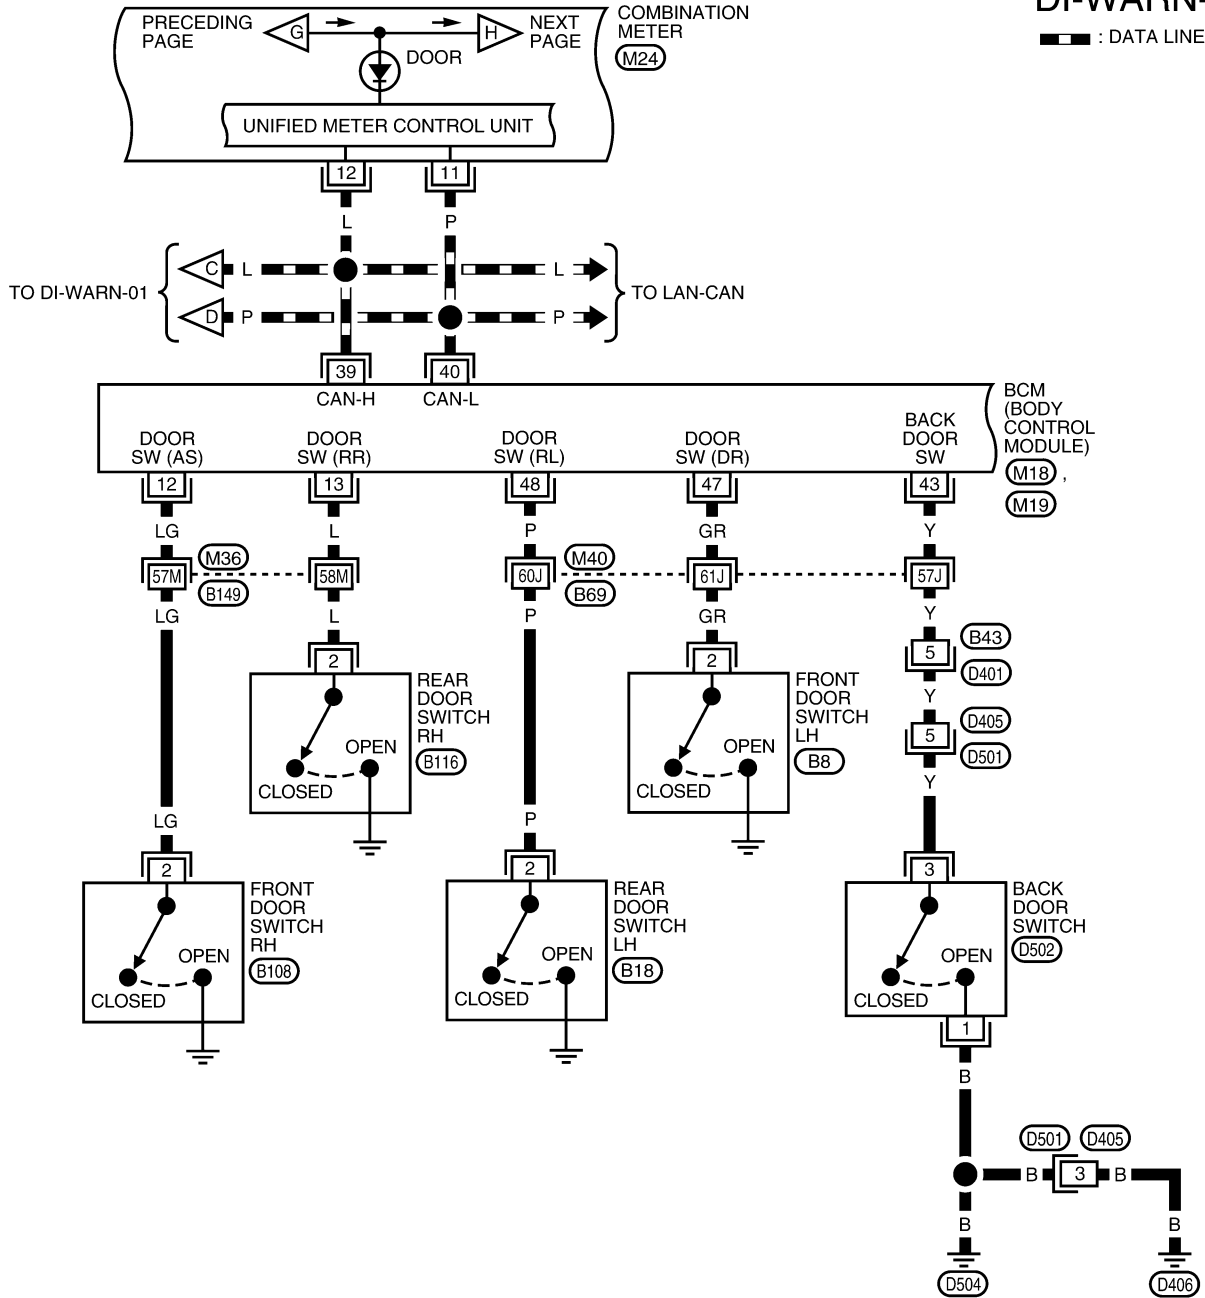 DI-WARN-
: DATA LINE
PRECEDING
PAGE
G
H
NEXT
PAGE
COMBINATION
METER
M24
DOOR
UNIFIED METER CONTROL UNIT
12
11
L
P
C
L
L
TO DI-WARN-01
TO LAN-CAN
D
P
P
39
40
CAN-H
CAN-L
BCM
(BODY
CONTROL
MODULE)
M18 ,
M19
DOOR
SW (AS)
DOOR
SW (RR)
DOOR
SW (RL)
DOOR
SW (DR)
BACK
DOOR
SW
12
13
48
47
43
LG
L
P
GR
Y
57M
M36
B149
58M
60J
M40
B69
61J
57J
LG
L
P
GR
Y
5
B43
D401
Y
5
D405
D501
Y
2
REAR
DOOR
SWITCH
RH
B116
OPEN
CLOSED
2
FRONT
DOOR
SWITCH
LH
B8
OPEN
CLOSED
LG
P
2
FRONT
DOOR
SWITCH
RH
B108
OPEN
CLOSED
2
REAR
DOOR
SWITCH
LH
B18
OPEN
CLOSED
3
BACK
DOOR
SWITCH
D502
OPEN
CLOSED
1
B
D501
D405
B
3
B
B
B
D504
D406